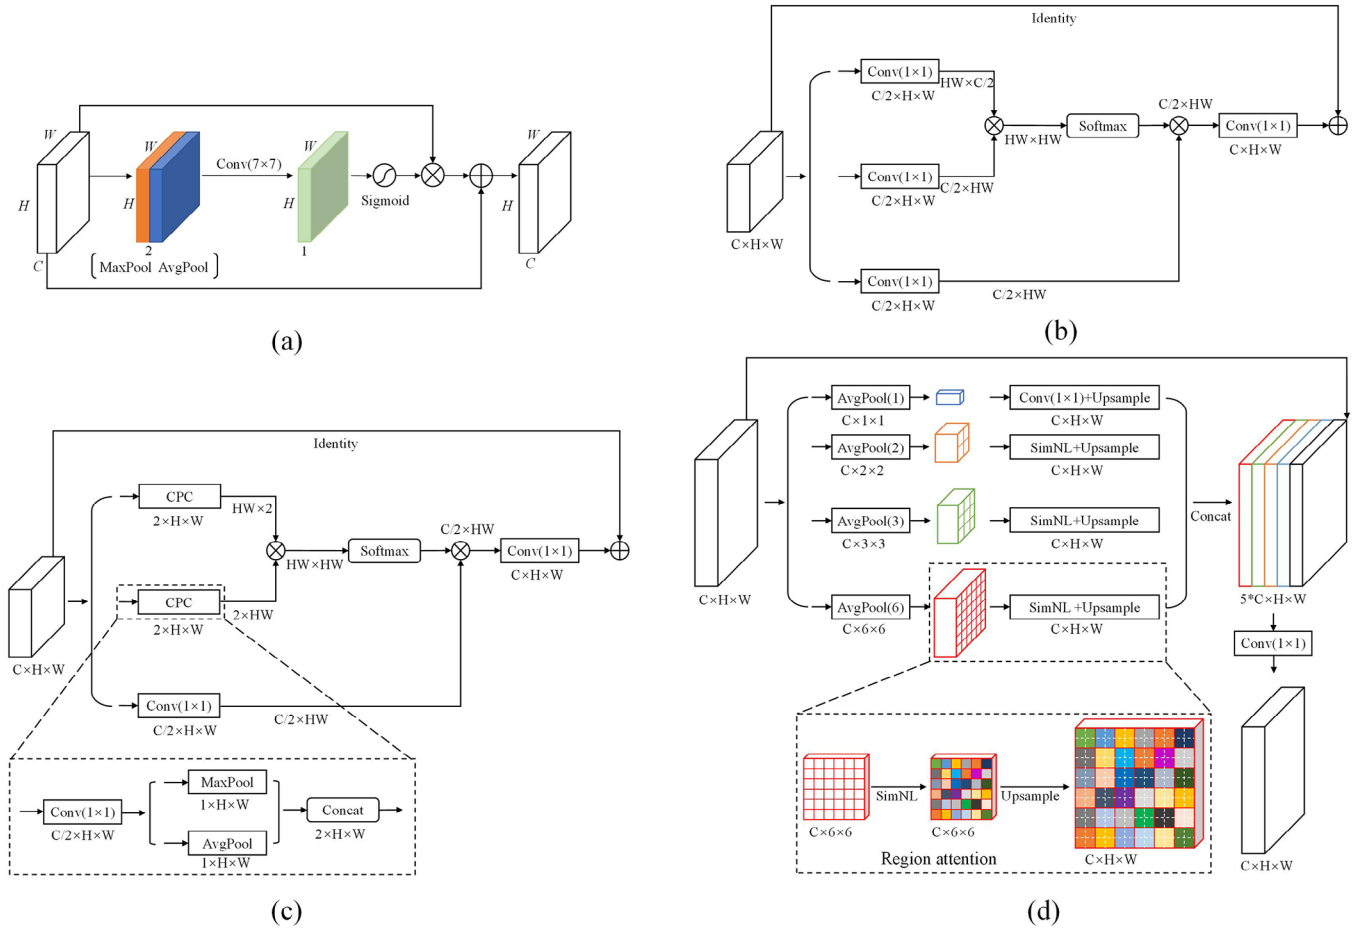 W
W
W
Conv(7×7)
H
H
H
H
Sigmoid
C
2
1
C
MaxPool AvgPool
(a)
Identity
Conv(1×1)
HW×C/2
C/2×H×W
C/2×HW
HW×HW
Softmax
Conv(1×1)
C×H×W
Conv(1×1)
C/2×HW
C/2×H×W
C×H×W
Conv(1×1)
C/2×HW
C/2×H×W
(b)
Identity
CPC
HW×2
2×H×W
C/2×HW
HW×HW
Softmax
Conv(1×1)
C×H×W
CPC
2×HW
2×H×W
C×H×W
Conv(1×1)
C/2×HW
C/2×H×W
Conv(1×1)
C/2×H×W
MaxPool
1×H×W
AvgPool
1×H×W
Concat
2×H×W
(c)
AvgPool(1)
C×1×1
Conv(1×1)+Upsample
C×H×W
AvgPool(2)
C×2×2
SimNL+Upsample
C×H×W
AvgPool(3)
C×3×3
SimNL+Upsample
C×H×W
AvgPool(6)
C×6×6
SimNL+Upsample
C×H×W
C×H×W
Concat
5*C×H×W
Conv(1×1)
C×H×W
SimNL
Upsample
C×6×6
C×6×6
C×H×W
Region attention
(d)